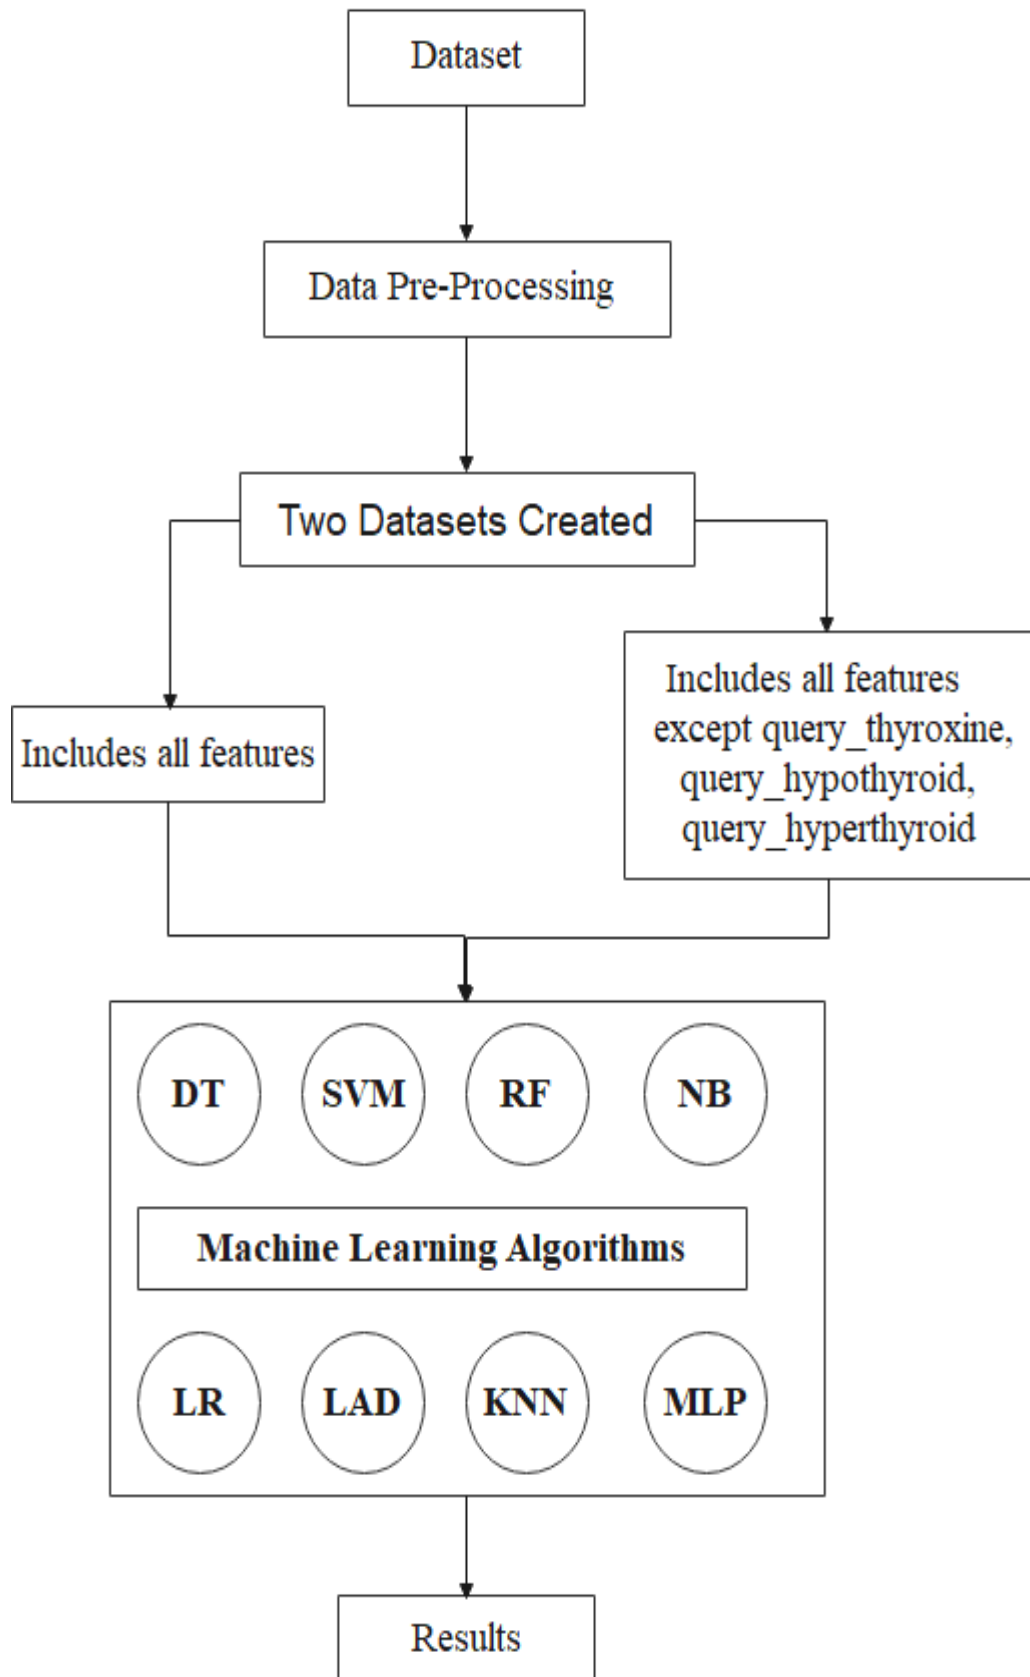 Dataset
Data Pre-Processing
Two Datasets Created
Includes all features
Includes all features
except query_thyroxine,
query_hypothyroid,
query_hyperthyroid
DT SVM RF NB
Machine Learning Algorithms
LR LAD KNN MLP
Results